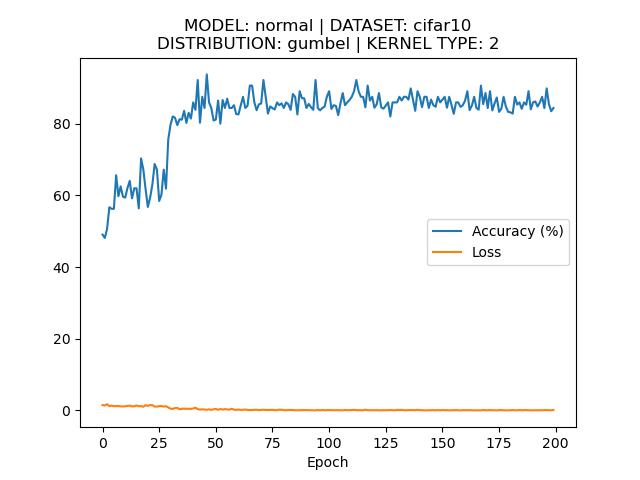 MODEL: normal | DATASET: cifar10
DISTRIBUTION: gumbel | KERNEL TYPE: 2
80
60
40
20
0
Accuracy (%)
Loss
0 25 50 75 100 125 150 175 200
Epoch